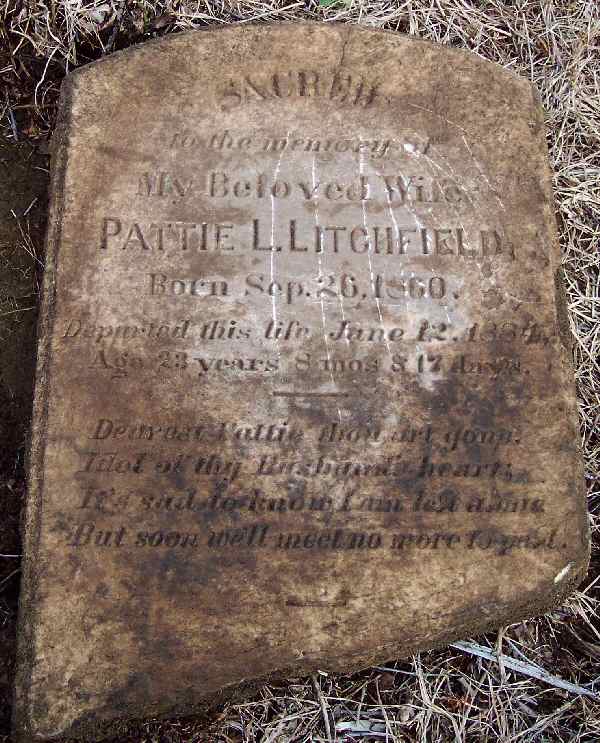 SACRED
to the memory of
My Beloved Wife
PATTIE L. LITCHFIELD,
Born Sep. 26, 1860.
Departed this life June 12, 1884,
Age 23 years 8 mos & 17 days.
Dearest Pattie thou art gone.
Idol of thy Husband's heart;
It's sad to know I am left alone
But soon we'll meet no more to part.